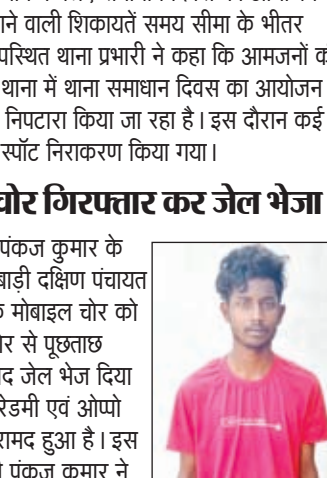 ाने वाली शिकायतें समय सीमा के भीतर
पस्थित थाना प्रभारी ने कहा कि आमजनों क
थाना में थाना समाधान दिवस का आयोजन
निपटारा किया जा रहा है। इस दौरान कई
स्पॉट निराकरण किया गया।
चोर गिरफ्तार कर जेल भेजा
पंकज कुमार के
बाड़ी दक्षिण पंचायत
मोबाइल चोर को
र से पूछताछ
द जेल भेज दिया
रेडमी एवं ओप्पो
रामद हुआ है। इस
पंकज कुमार ने